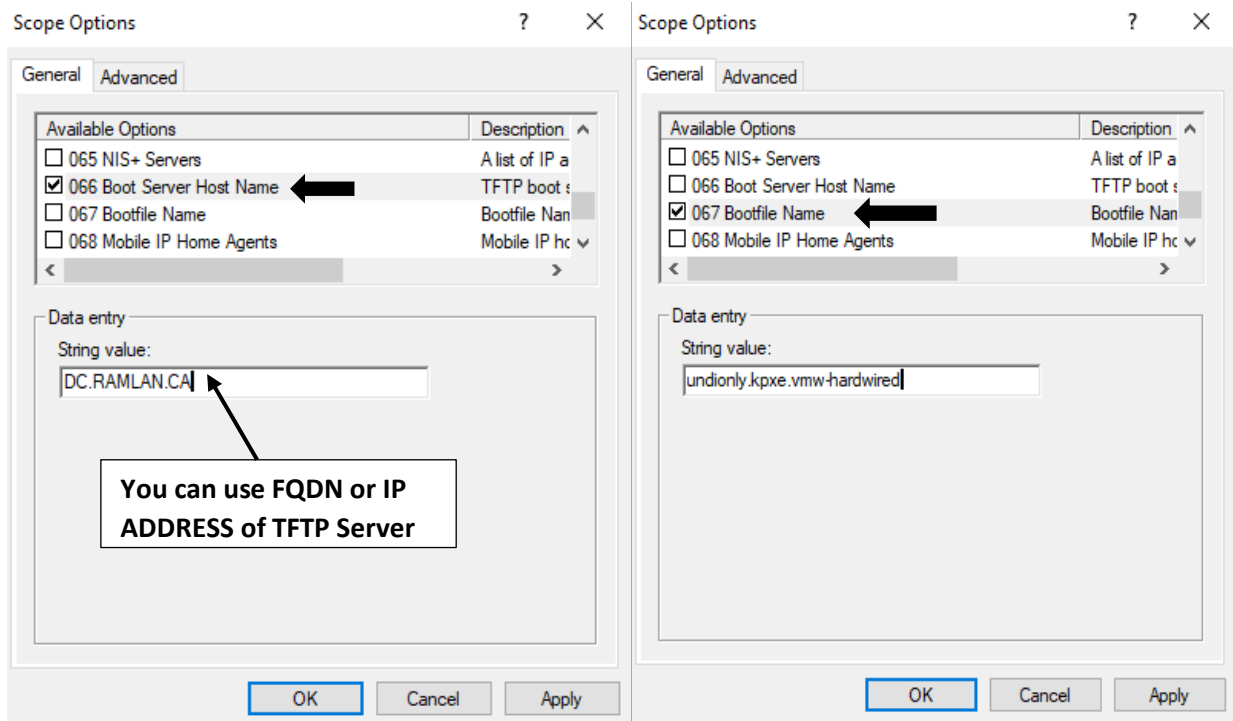 Scope Options
?
General
Advanced
Available Options
Description
065 NIS+ Servers
A list of IP a
066 Boot Server Host Name
TFTP boot s
067 Bootfile Name
Bootfile Nan
068 Mobile IP Home Agents
Mobile IP hc
Data entry
String value:
DC.RAMLAN.CA
You can use FQDN or IP
ADDRESS of TFTP Server
OK
Cancel
Apply
Scope Options
?
General
Advanced
Available Options
Description
065 NIS+ Servers
A list of IP a
066 Boot Server Host Name
TFTP boot s
067 Bootfile Name
Bootfile Nan
068 Mobile IP Home Agents
Mobile IP hc
Data entry
String value:
undionly.kpxe.vmw-hardwired
OK
Cancel
Apply